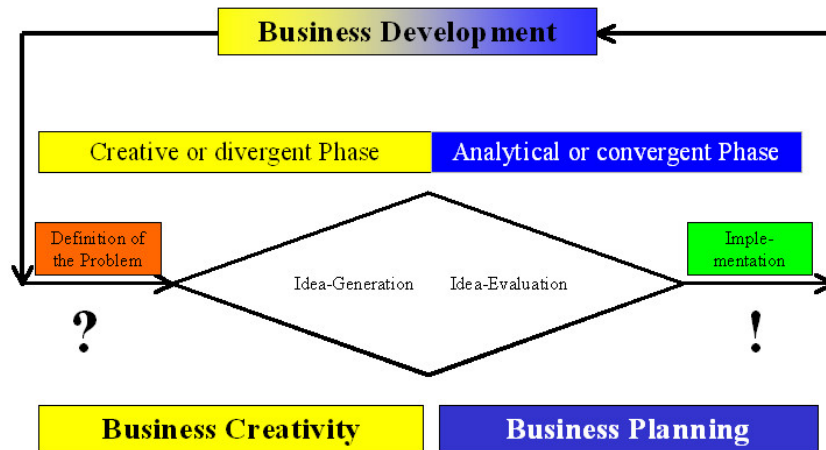 Business Development
Creative or divergent Phase
Analytical or convergent Phase
Definition of
the Problem
Imple-
mentation
Idea-Generation
Idea-Evaluation
?
!
Business Creativity
Business Planning